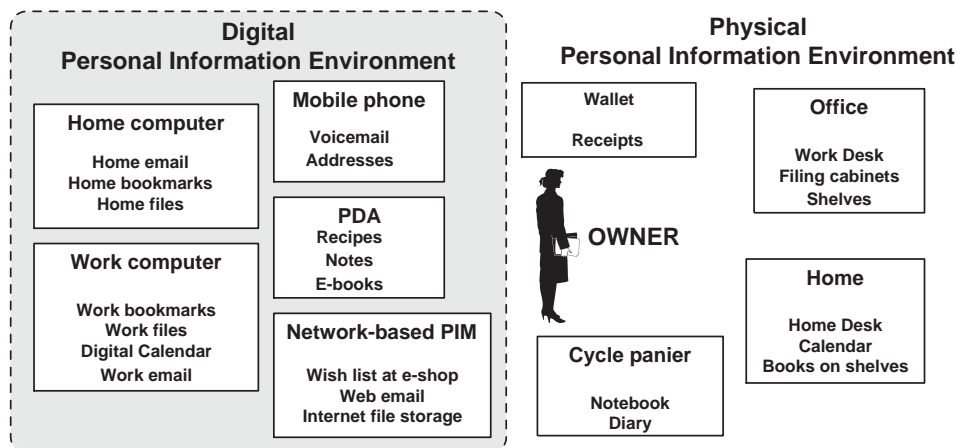 Digital
Personal Information Environment
Home computer
Home email
Home bookmarks
Home files
Work computer
Work bookmarks
Work files
Digital Calendar
Work email
Mobile phone
Voicemail
Addresses
PDA
Recipes
Notes
E-books
Network-based PIM
Wish list at e-shop
Web email
Internet file storage
Physical
Personal Information Environment
Wallet
Receipts
Office
Work Desk
Filing cabinets
Shelves
OWNER
Cycle panier
Notebook
Diary
Home
Home Desk
Calendar
Books on shelves